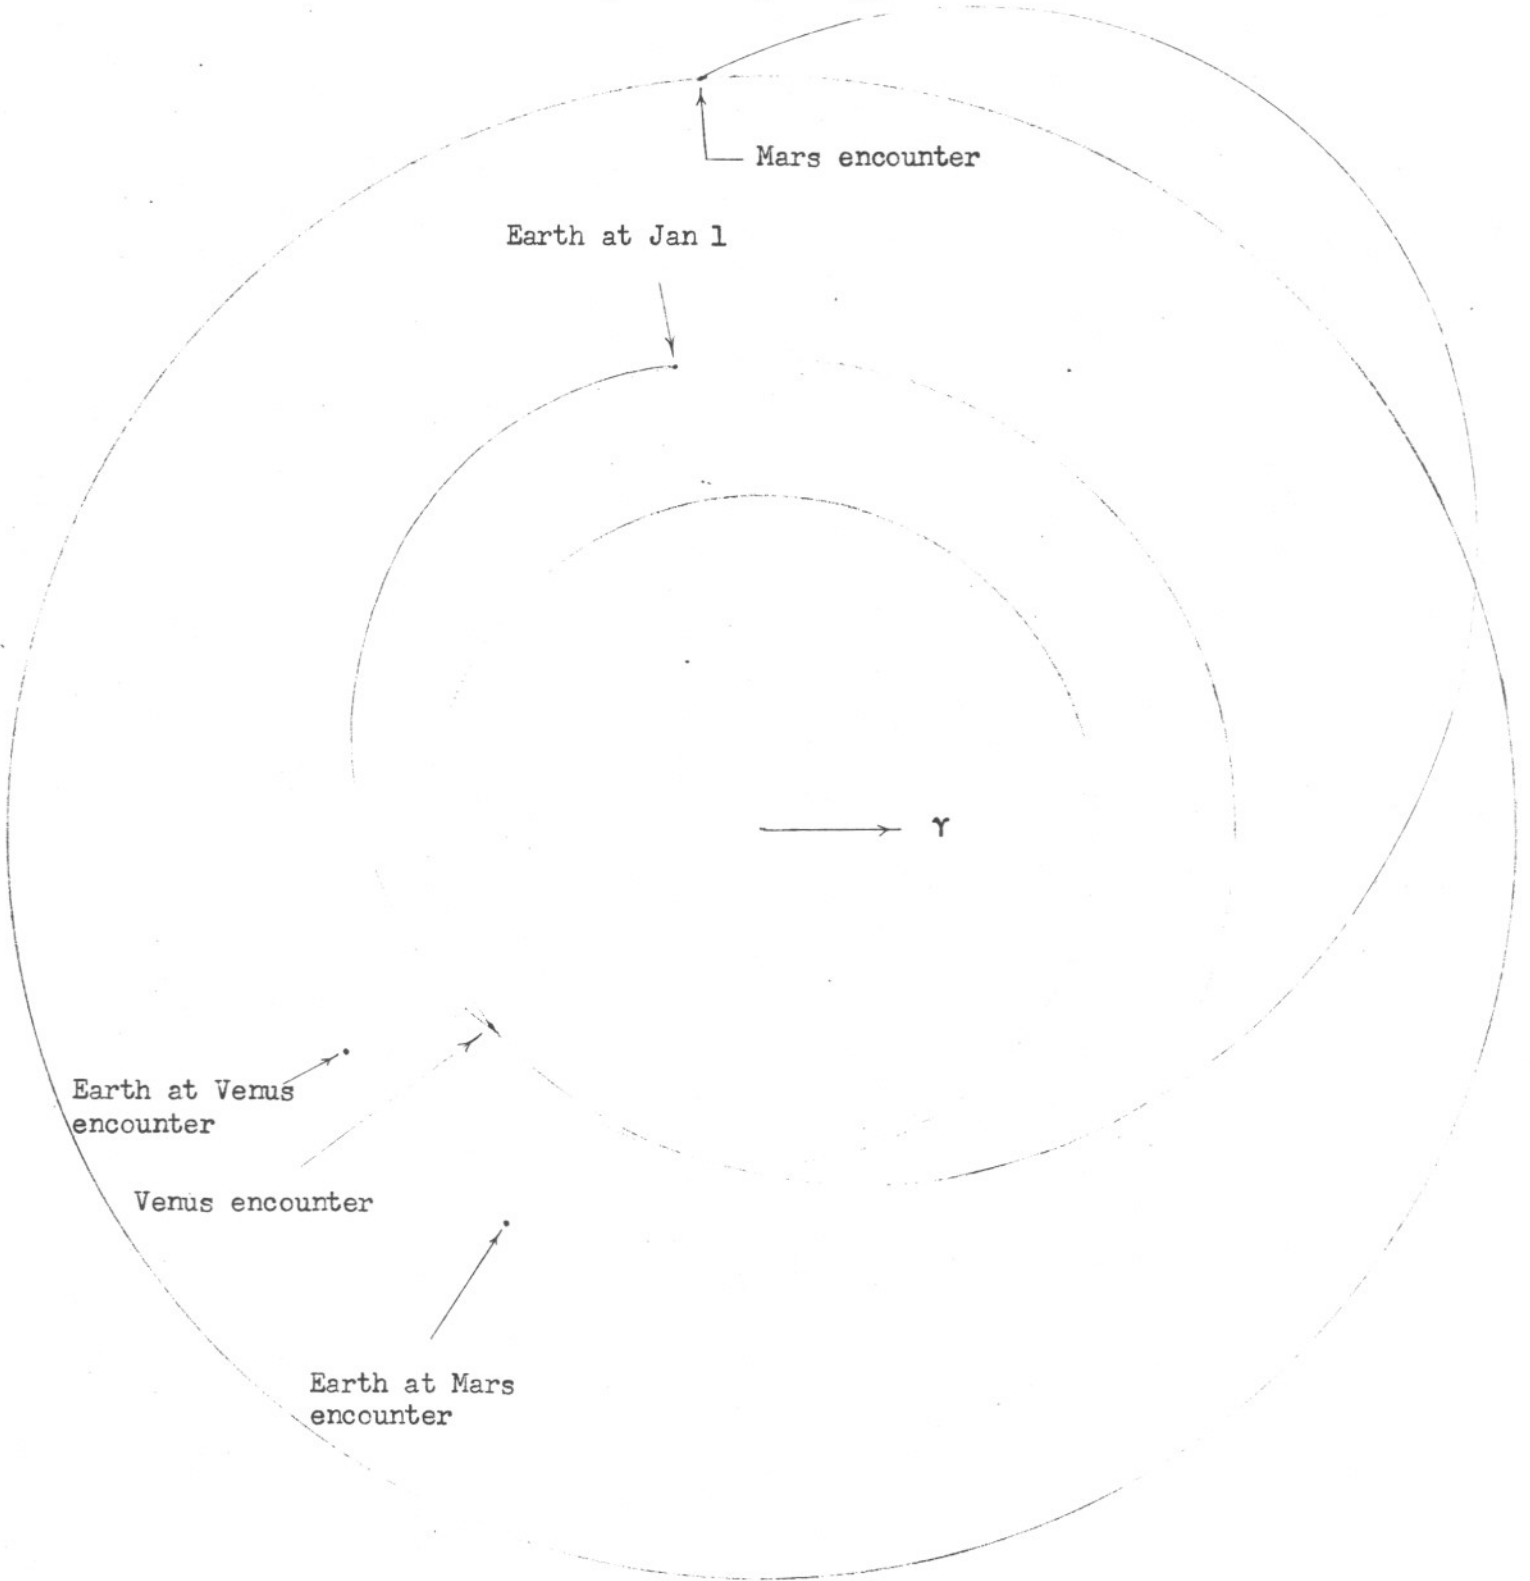 Mars encounter
Earth at Jan 1
♈
Earth at Venus
encounter
Venus encounter
Earth at Mars
encounter